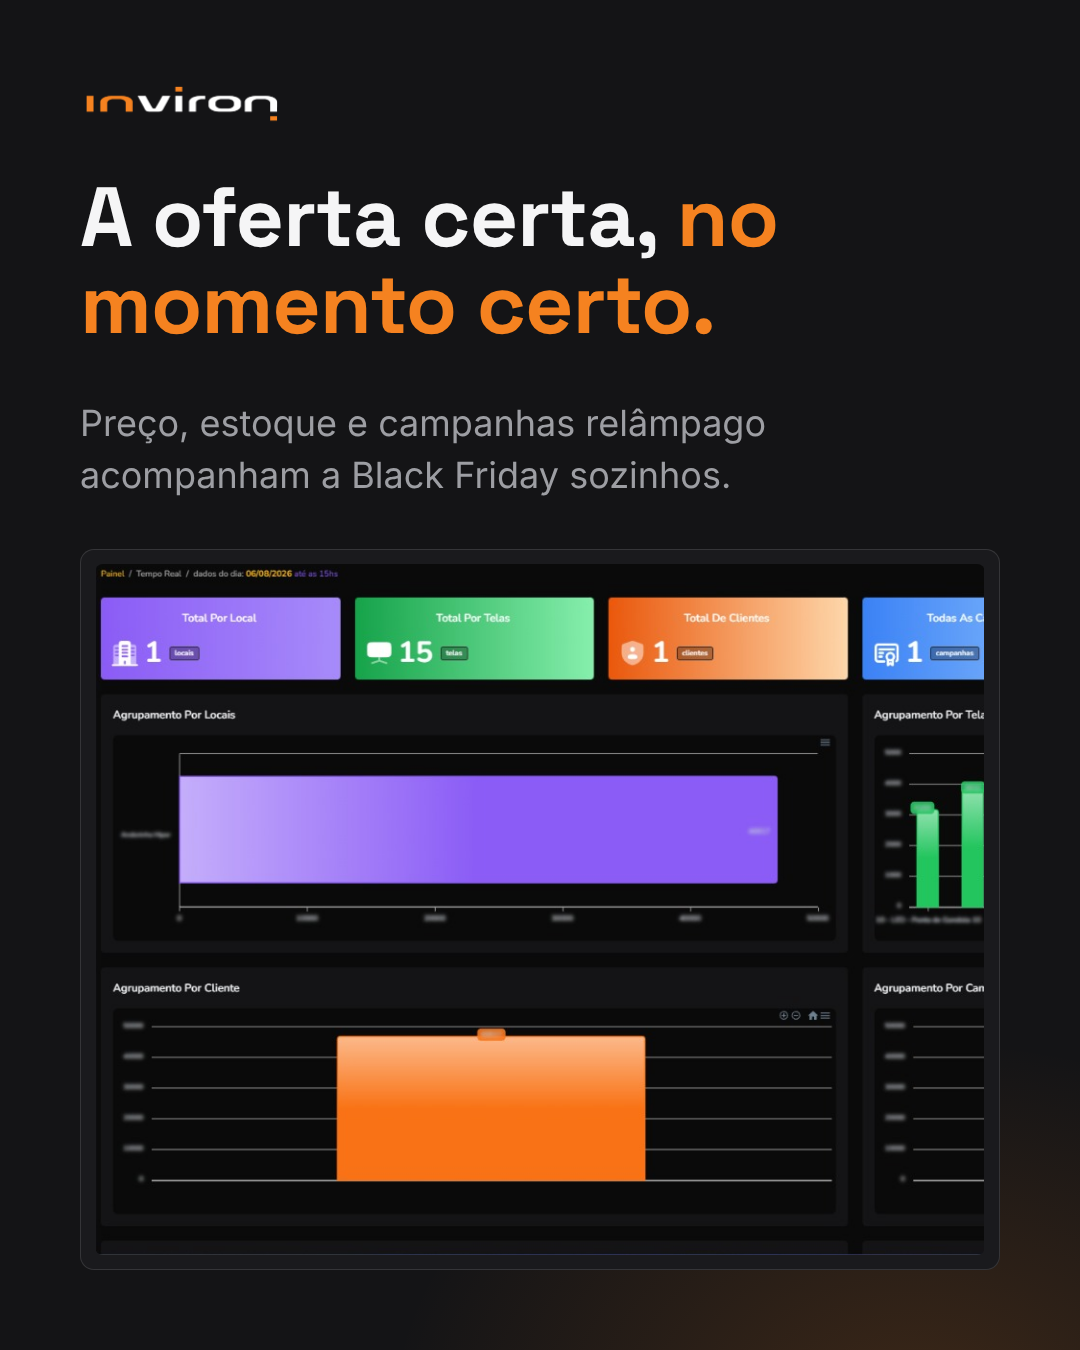 inviron
A oferta certa, no
momento certo.
Preço, estoque e campanhas relâmpago
acompanham a Black Friday sozinhos.
Painel / Tempo Real / dados do dia: 06/08/2026 até as 15hs
Total Por Local
1 locais
Total Por Telas
15 telas
Total De Clientes
1 clientes
Todas As C
1 campanhas
Agrupamento Por Locais
Agrupamento Por Tela
Agrupamento Por Cliente
Agrupamento Por Cam